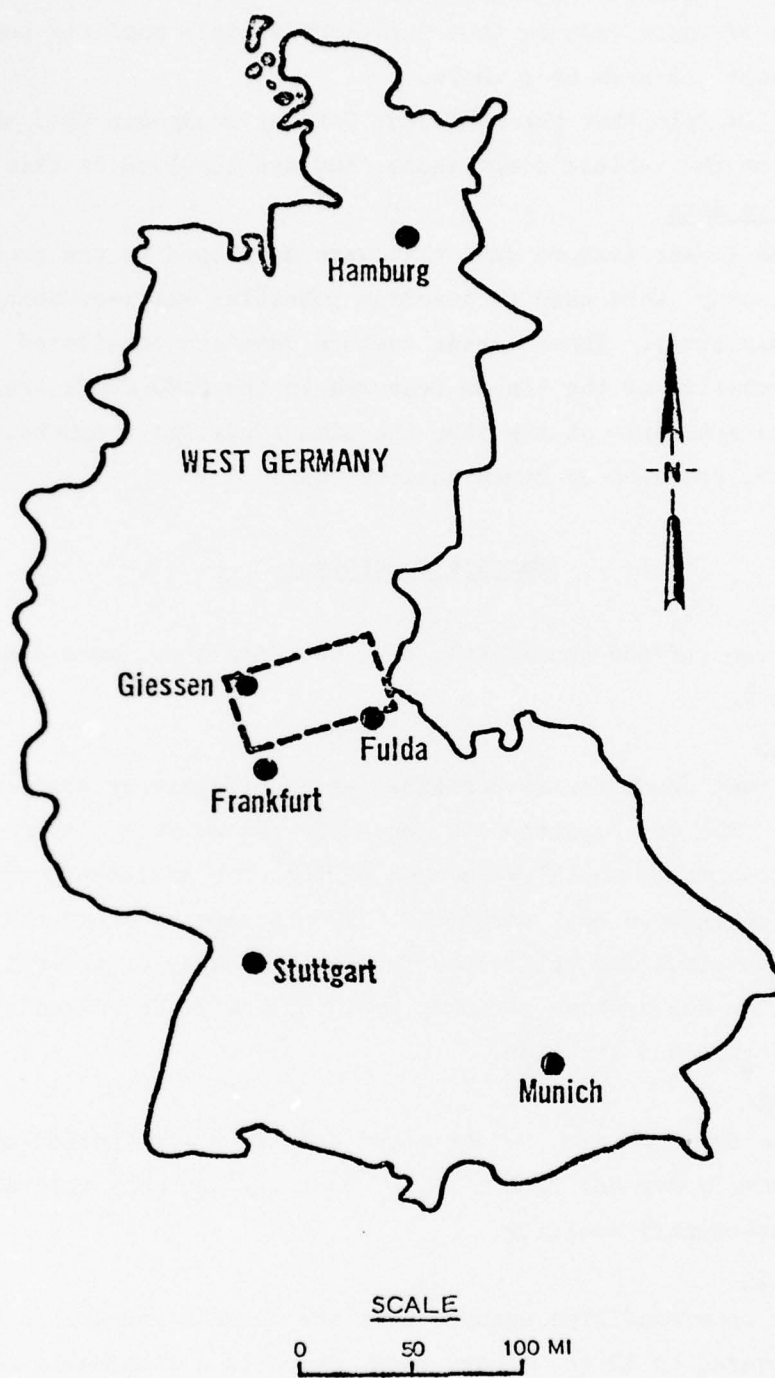 Hamburg
WEST GERMANY
N
Giessen
Fulda
Frankfurt
Stuttgart
Munich
SCALE
0 50 100 MI